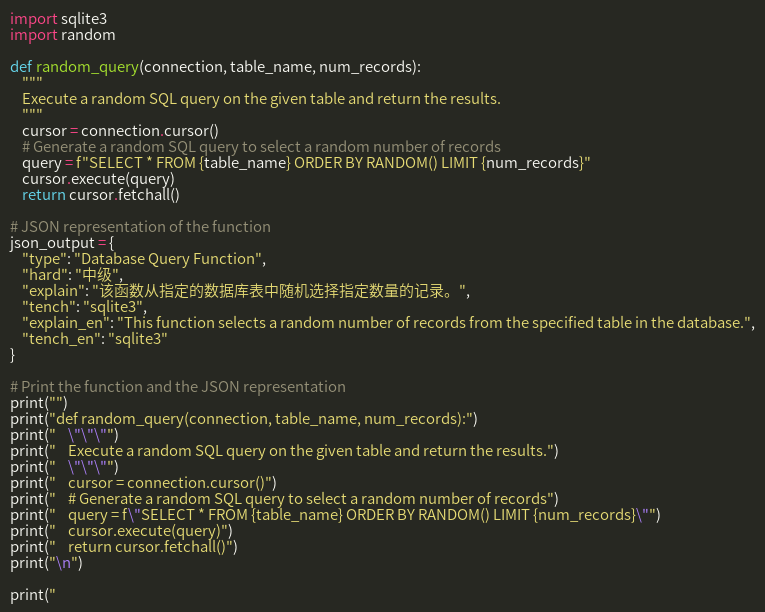 import sqlite3
import random

def random_query(connection, table_name, num_records):
    """
    Execute a random SQL query on the given table and return the results.
    """
    cursor = connection.cursor()
    # Generate a random SQL query to select a random number of records
    query = f"SELECT * FROM {table_name} ORDER BY RANDOM() LIMIT {num_records}"
    cursor.execute(query)
    return cursor.fetchall()

# JSON representation of the function
json_output = {
    "type": "Database Query Function",
    "hard": "中级",
    "explain": "该函数从指定的数据库表中随机选择指定数量的记录。",
    "tench": "sqlite3",
    "explain_en": "This function selects a random number of records from the specified table in the database.",
    "tench_en": "sqlite3"
}

# Print the function and the JSON representation
print("")
print("def random_query(connection, table_name, num_records):")
print("    \"\"\"")
print("    Execute a random SQL query on the given table and return the results.")
print("    \"\"\"")
print("    cursor = connection.cursor()")
print("    # Generate a random SQL query to select a random number of records")
print("    query = f\"SELECT * FROM {table_name} ORDER BY RANDOM() LIMIT {num_records}\"")
print("    cursor.execute(query)")
print("    return cursor.fetchall()")
print("\n")

print("